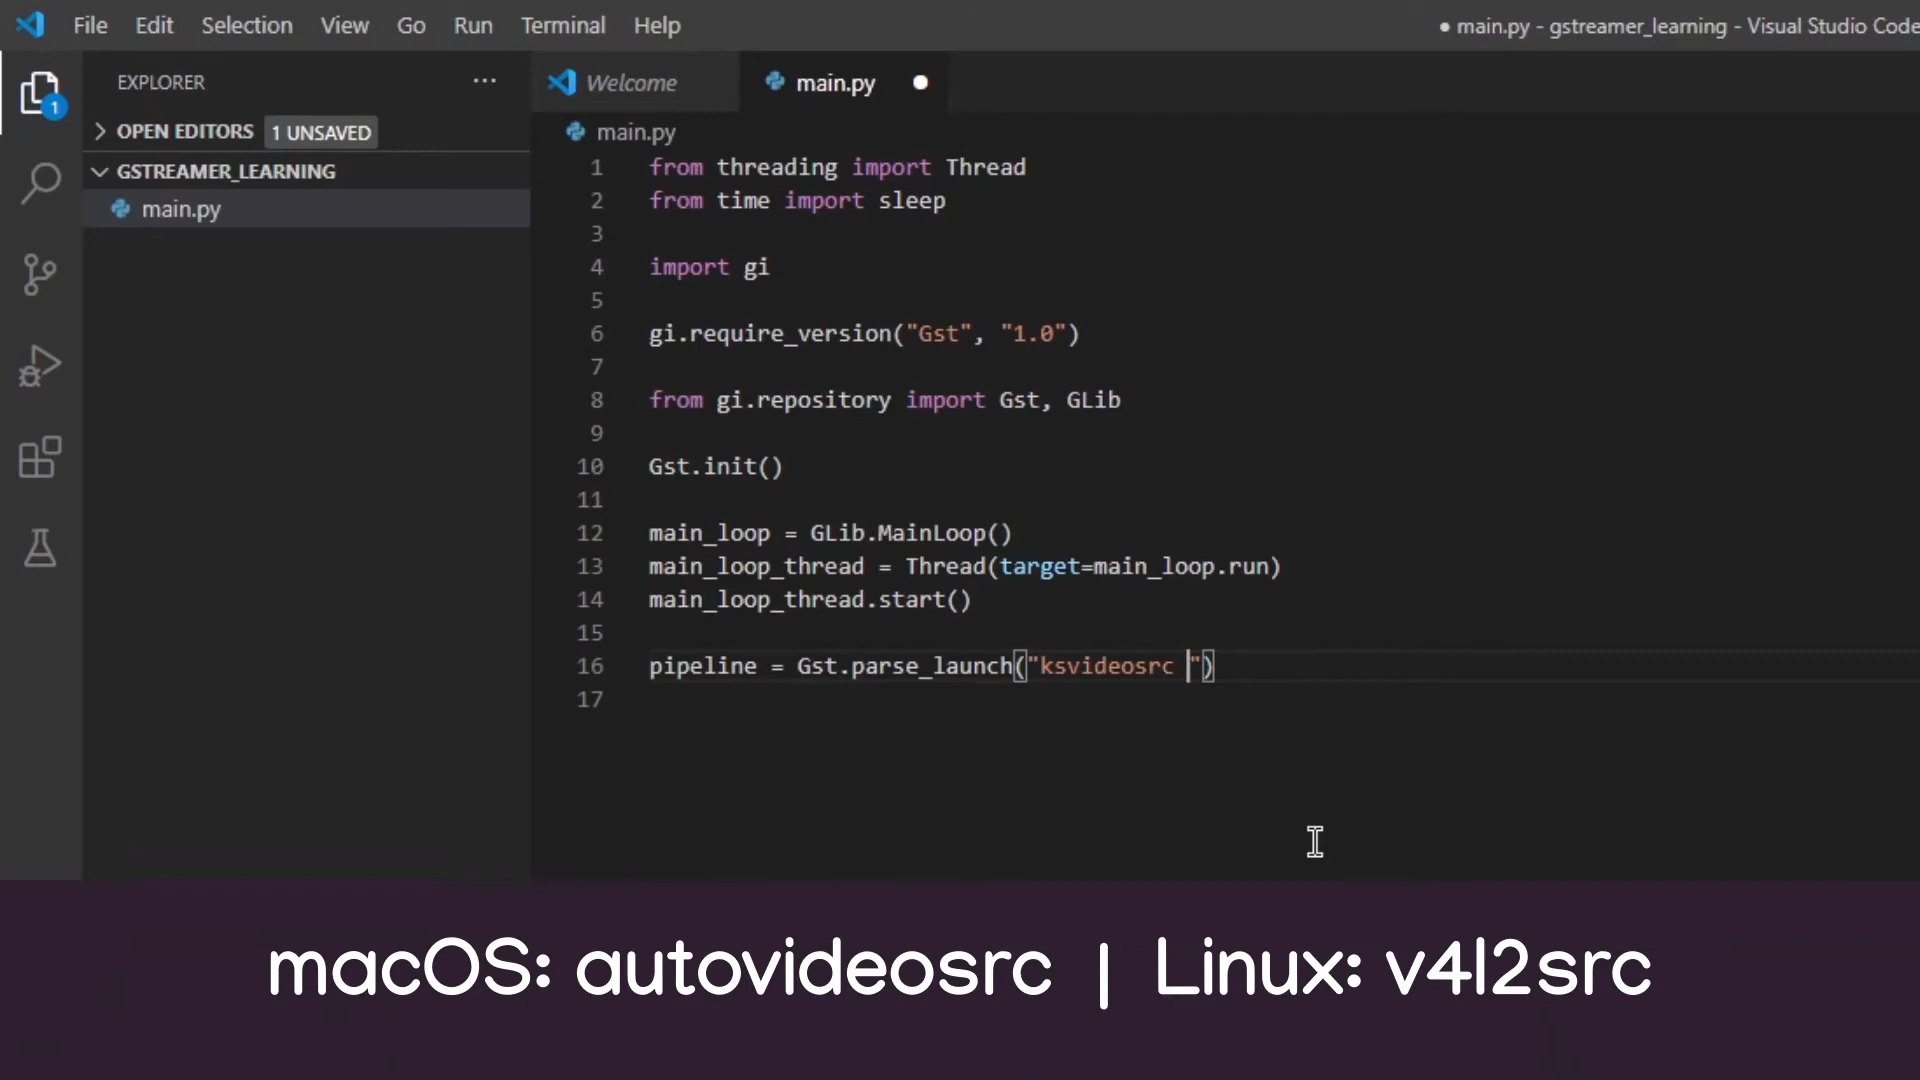 File Edit Selection View Go Run Terminal Help
● main.py - gstreamer_learning - Visual Studio Code
EXPLORER
OPEN EDITORS 1 UNSAVED
GSTREAMER_LEARNING
main.py
1
Welcome
main.py
main.py
1 from threading import Thread
2 from time import sleep
3
4 import gi
5
6 gi.require_version("Gst", "1.0")
7
8 from gi.repository import Gst, GLib
9
10 Gst.init()
11
12 main_loop = GLib.MainLoop()
13 main_loop_thread = Thread(target=main_loop.run)
14 main_loop_thread.start()
15
16 pipeline = Gst.parse_launch("ksvideosrc ")
17
macOS: autovideosrc | Linux: v4l2src